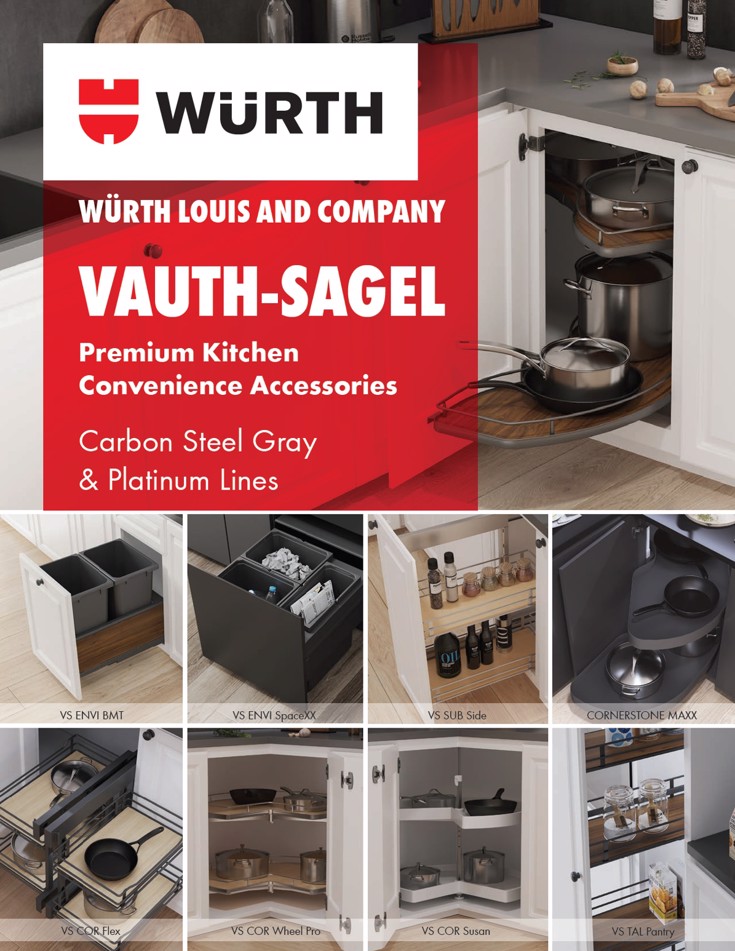 WÜRTH
WÜRTH LOUIS AND COMPANY
VAUTH-SAGEL
Premium Kitchen
Convenience Accessories
Carbon Steel Gray
& Platinum Lines
VS ENVI BMT
VS ENVI SpaceXX
VS SUB Side
CORNERSTONE MAXX
VS COR Flex
VS COR Wheel Pro
VS COR Susan
VS TAL Pantry